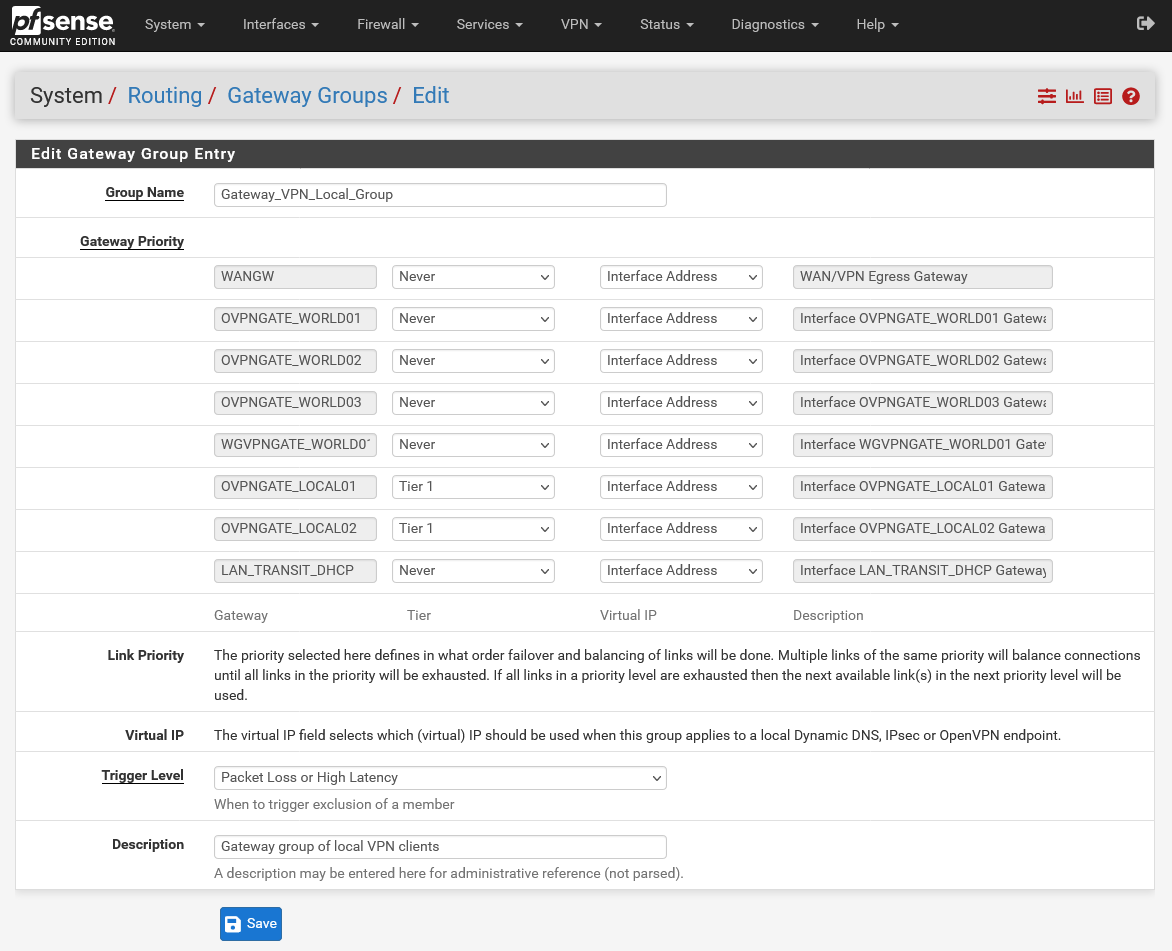 pfsense
COMMUNITY EDITION
System Interfaces Firewall Services VPN Status Diagnostics Help
System / Routing / Gateway Groups / Edit
Edit Gateway Group Entry
Group Name Gateway_VPN_Local_Group
Gateway Priority
WANGW Never Interface Address WAN/VPN Egress Gateway
OVPNGATE_WORLD01 Never Interface Address Interface OVPNGATE_WORLD01 Gatewa
OVPNGATE_WORLD02 Never Interface Address Interface OVPNGATE_WORLD02 Gatewa
OVPNGATE_WORLD03 Never Interface Address Interface OVPNGATE_WORLD03 Gatewa
WGVPNGATE_WORLD01 Never Interface Address Interface WGVPNGATE_WORLD01 Gatew
OVPNGATE_LOCAL01 Tier 1 Interface Address Interface OVPNGATE_LOCAL01 Gatewa
OVPNGATE_LOCAL02 Tier 1 Interface Address Interface OVPNGATE_LOCAL02 Gatewa
LAN_TRANSIT_DHCP Never Interface Address Interface LAN_TRANSIT_DHCP Gateway
Gateway Tier Virtual IP Description
Link Priority The priority selected here defines in what order failover and balancing of links will be done. Multiple links of the same priority will balance connections
until all links in the priority will be exhausted. If all links in a priority level are exhausted then the next available link(s) in the next priority level will be
used.
Virtual IP The virtual IP field selects which (virtual) IP should be used when this group applies to a local Dynamic DNS, IPsec or OpenVPN endpoint.
Trigger Level Packet Loss or High Latency
When to trigger exclusion of a member
Description Gateway group of local VPN clients
A description may be entered here for administrative reference (not parsed).
Save